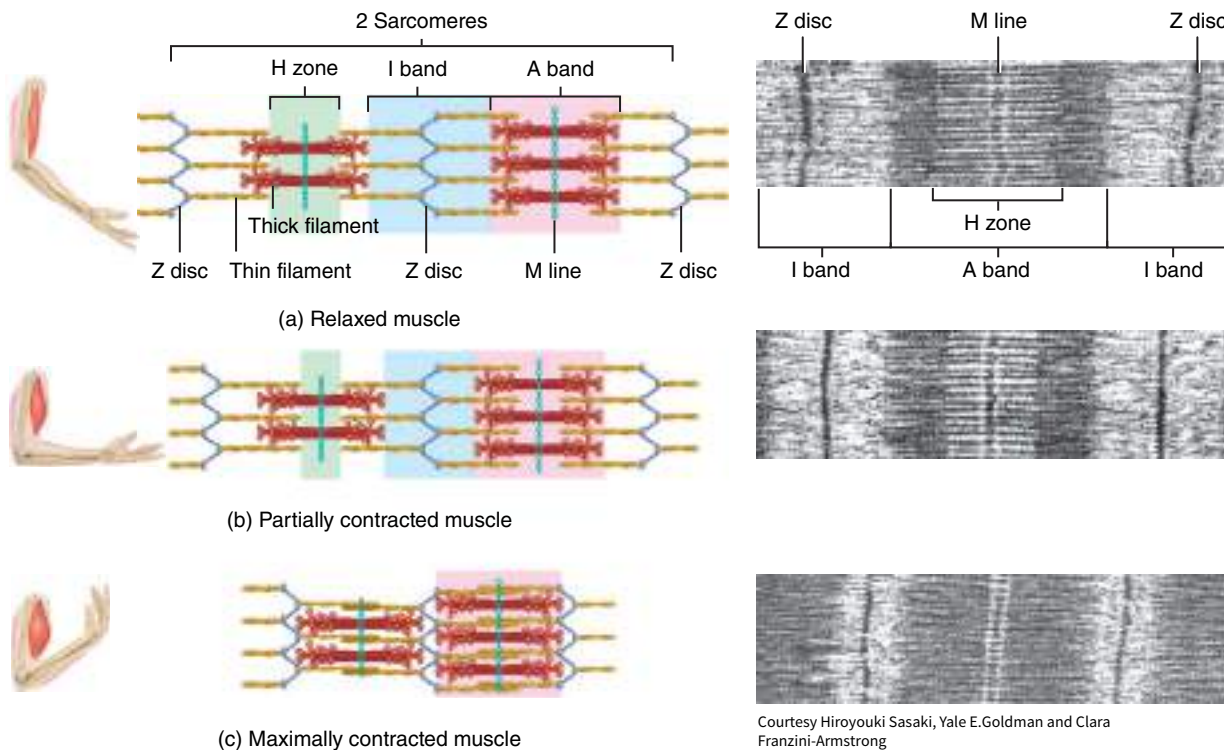 2 Sarcomeres
H zone
I band
A band
Thick filament
Z disc
Thin filament
Z disc
M line
Z disc
(a) Relaxed muscle
Z disc
M line
Z disc
H zone
I band
A band
I band
(b) Partially contracted muscle
(c) Maximally contracted muscle
Courtesy Hiroyouki Sasaki, Yale E.Goldman and Clara
Franzini-Armstrong